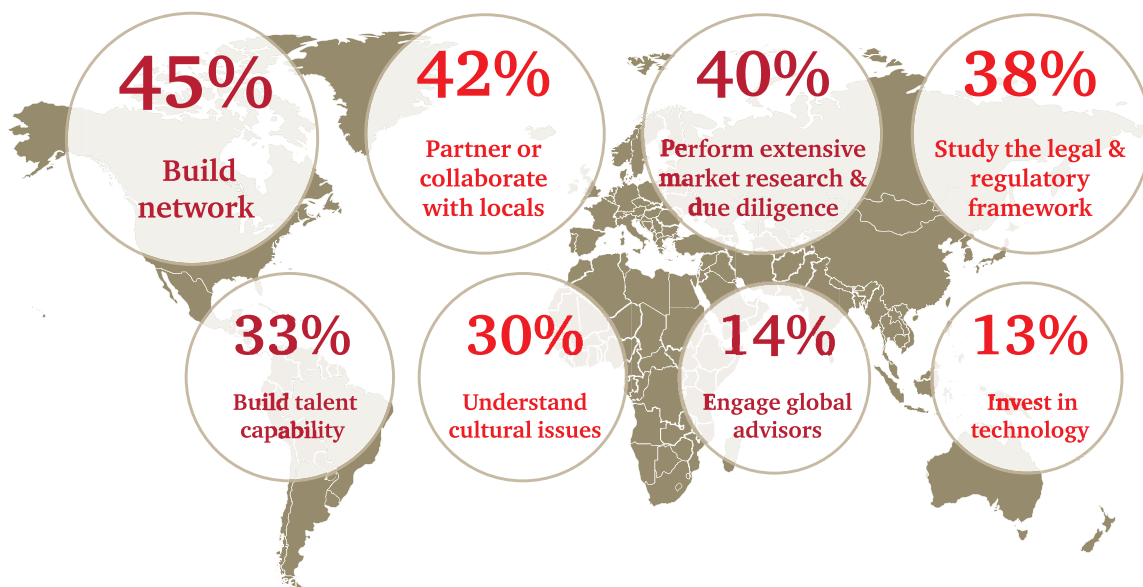 45%
Build
network
42%
Partner or
collaborate
with locals
40%
Perform extensive
market research &
due diligence
38%
Study the legal &
regulatory
framework
33%
Build talent
capability
30%
Understand
cultural issues
14%
Engage global
advisors
13%
Invest in
technology